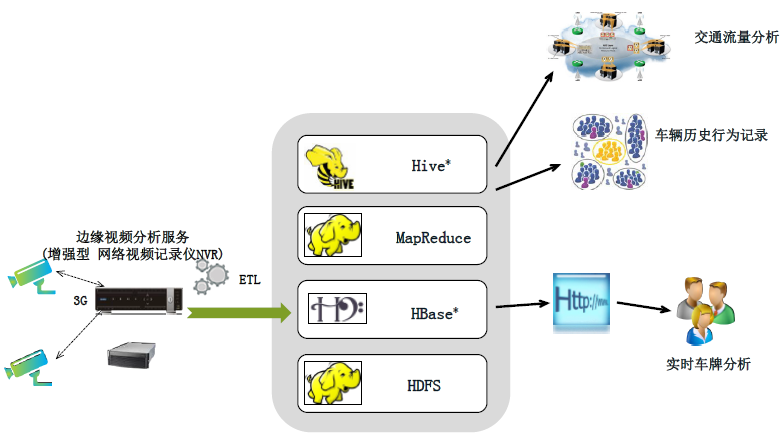 交通流量分析
Hive*
HIVE
车辆历史行为记录
MapReduce
边缘视频分析服务
(增强型 网络视频记录仪NVR)
ETL
3G
HBase*
Http://www
实时车牌分析
HDFS